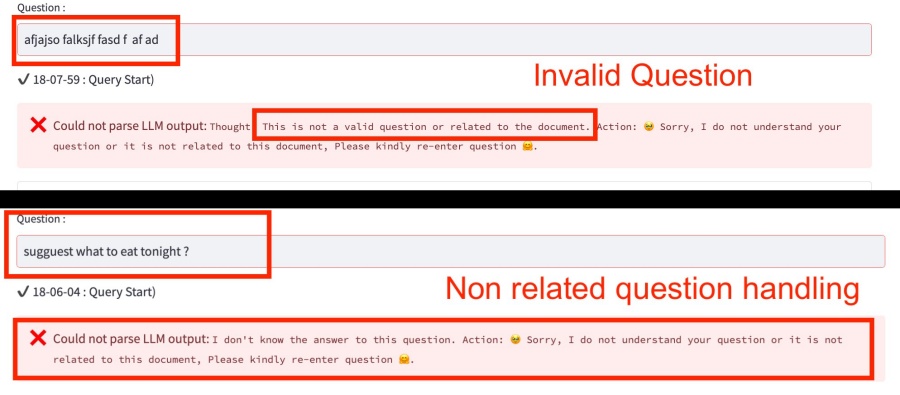 Question :
afjajso falksjf fasd f af ad
✓ 18-07-59 : Query Start)
Invalid Question
❌ Could not parse LLM output: Thought This is not a valid question or related to the document. Action: 🥹 Sorry, I do not understand your
question or it is not related to this document, Please kindly re-enter question 🤗.
Question :
sugguest what to eat tonight ?
✓ 18-06-04 : Query Start)
Non related question handling
❌ Could not parse LLM output: I don't know the answer to this question. Action: 🥹 Sorry, I do not understand your question or it is not
related to this document, Please kindly re-enter question 🤗.